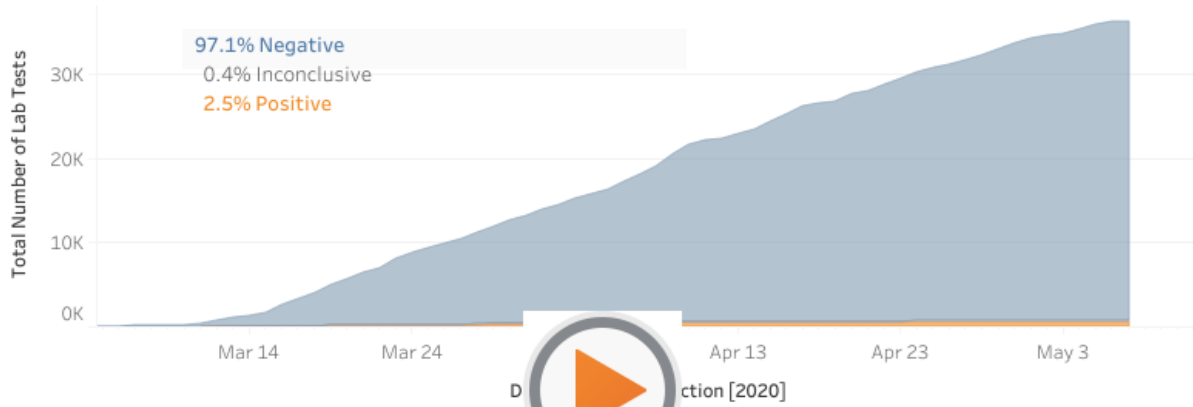 97.1% Negative
0.4% Inconclusive
2.5% Positive
Total Number of Lab Tests
30K
20K
10K
0K
Mar 14 Mar 24 Apr 13 Apr 23 May 3
D ction [2020]